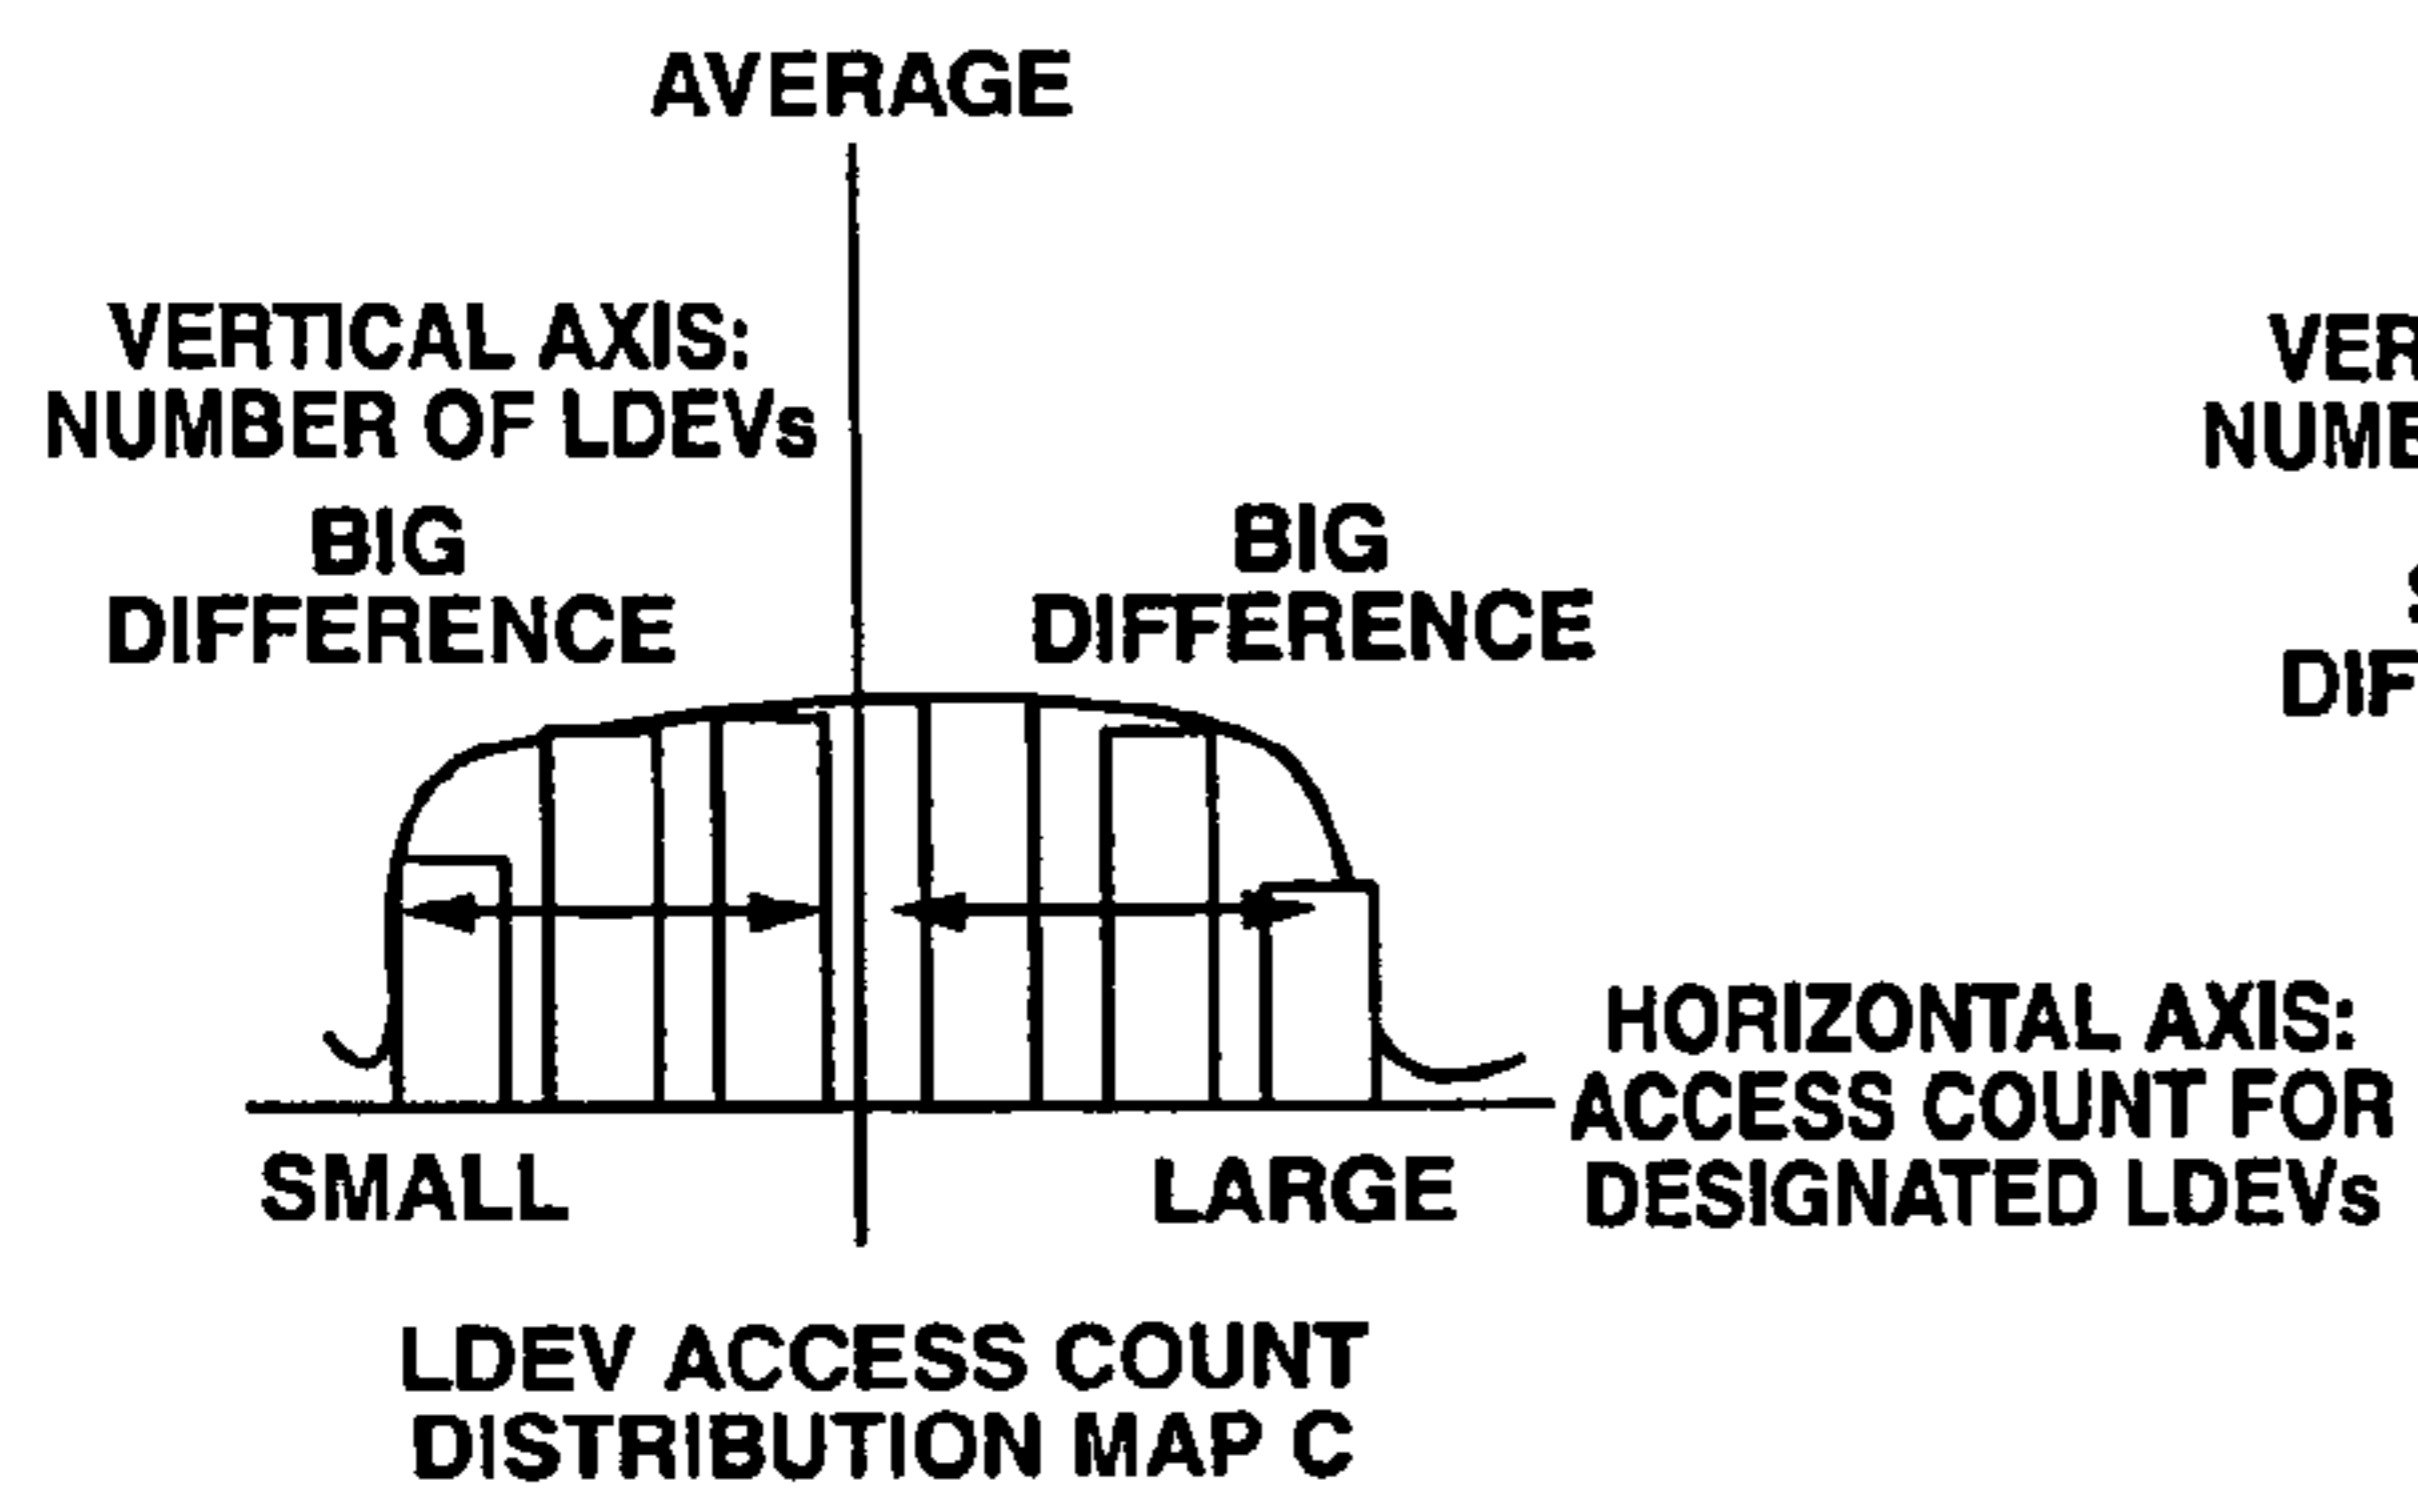 AVERAGE
VERTICAL AXIS:
NUMBER OF LDEVs
BIG
DIFFERENCE
BIG
DIFFERENCE
HORIZONTAL AXIS:
ACCESS COUNT FOR
DESIGNATED LDEVs
SMALL
LARGE
LDEV ACCESS COUNT
DISTRIBUTION MAP C